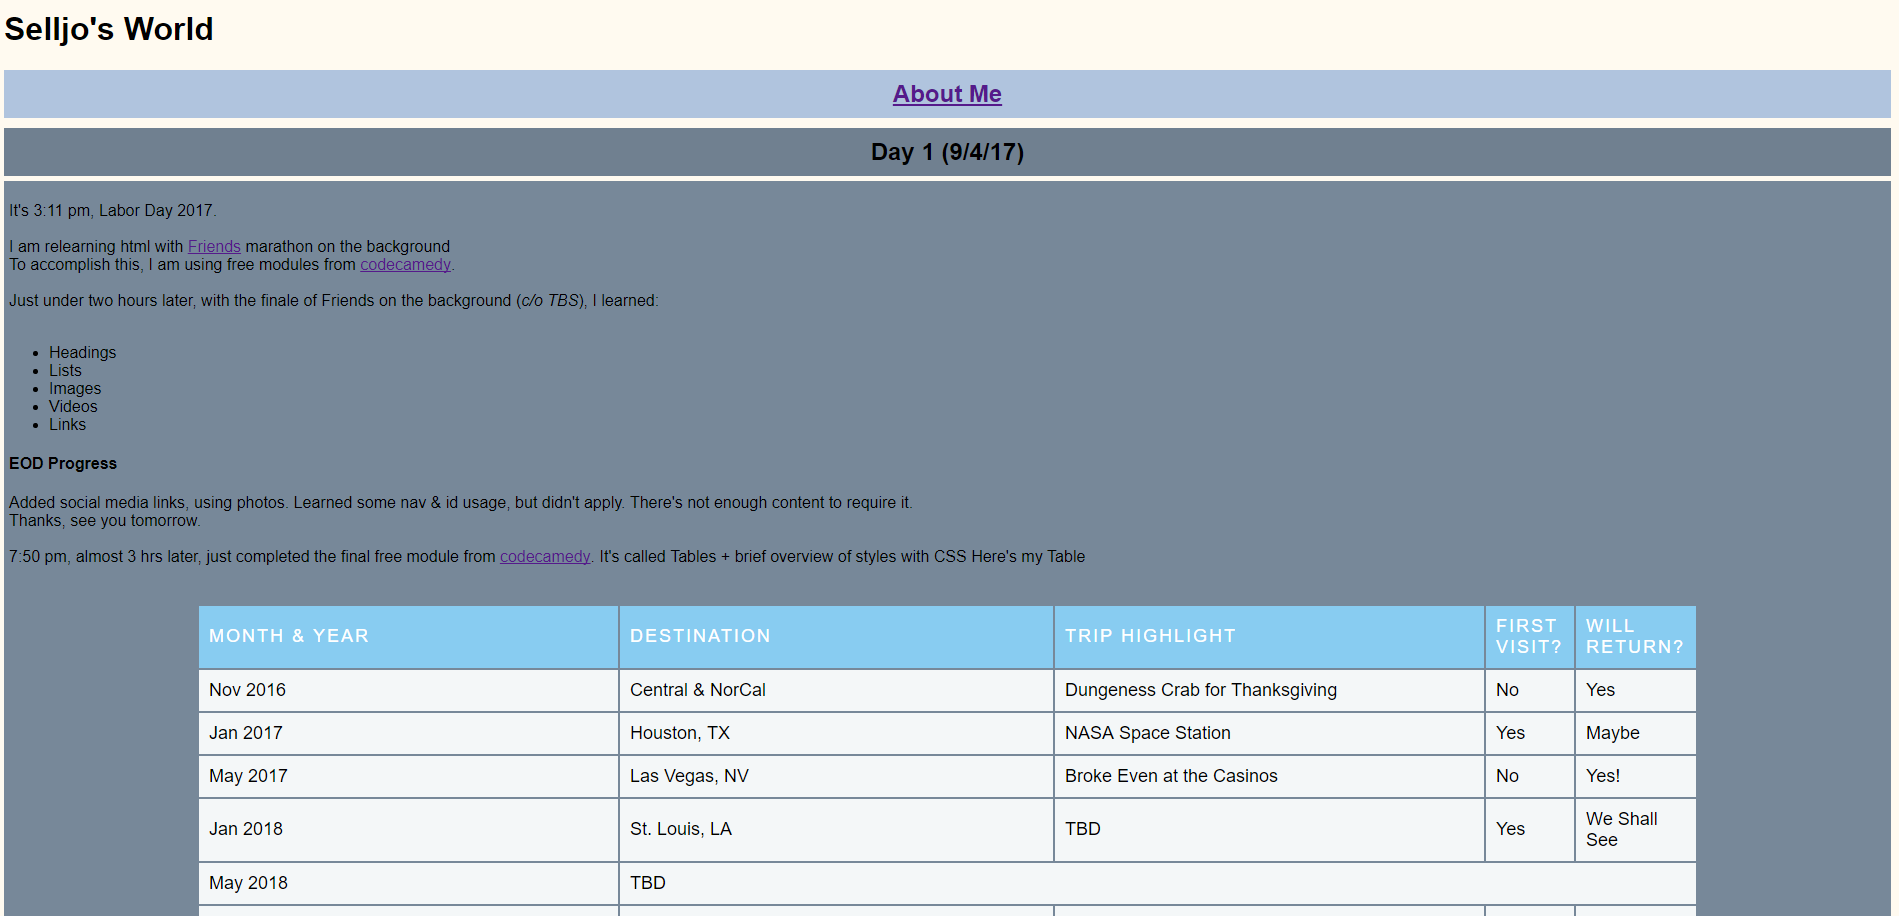 Selljo's World
About Me
Day 1 (9/4/17)
It's 3:11 pm, Labor Day 2017.
I am relearning html with Friends marathon on the background
To accomplish this, I am using free modules from codecamedy.
Just under two hours later, with the finale of Friends on the background (c/o TBS), I learned:
Headings
Lists
Images
Videos
Links
EOD Progress
Added social media links, using photos. Learned some nav & id usage, but didn't apply. There's not enough content to require it.
Thanks, see you tomorrow.
7:50 pm, almost 3 hrs later, just completed the final free module from codecamedy. It's called Tables + brief overview of styles with CSS Here's my Table
MONTH & YEAR DESTINATION TRIP HIGHLIGHT FIRST VISIT? WILL RETURN?
Nov 2016 Central & NorCal Dungeness Crab for Thanksgiving No Yes
Jan 2017 Houston, TX NASA Space Station Yes Maybe
May 2017 Las Vegas, NV Broke Even at the Casinos No Yes!
Jan 2018 St. Louis, LA TBD Yes We Shall See
May 2018 TBD